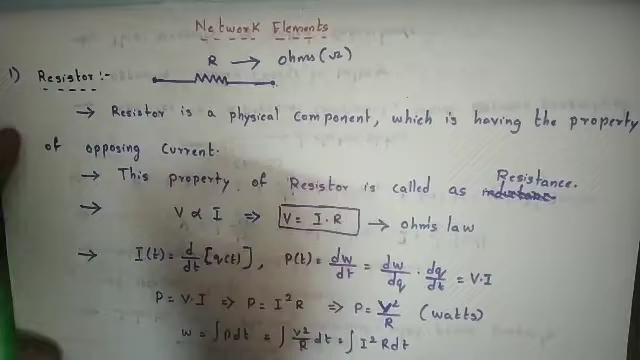 Network Elements
R → ohms (Ω)
1) Resistor :-
→ Resistor is a physical component, which is having the property
of opposing current.
→ This property of Resistor is called as Resistance.
→ V ∝ I ⇒ V = I·R → ohm's law
→ I(t) = d/dt [q(t)], P(t) = dw/dt = dw/dq · dq/dt = V·I
P = V·I ⇒ P = I²R ⇒ P = V²/R (watts)
w = ∫pdt = ∫ V²/R dt = ∫ I² R dt